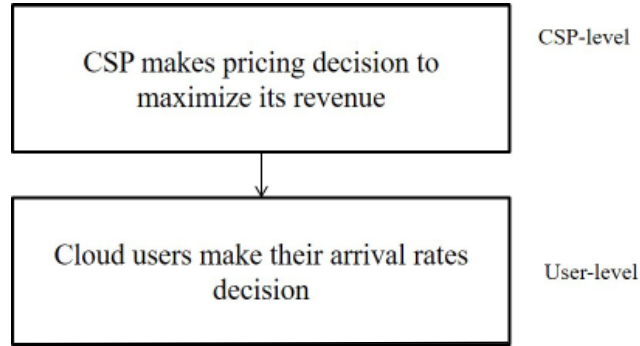 CSP-level
CSP makes pricing decision to
maximize its revenue
Cloud users make their arrival rates
decision
User-level